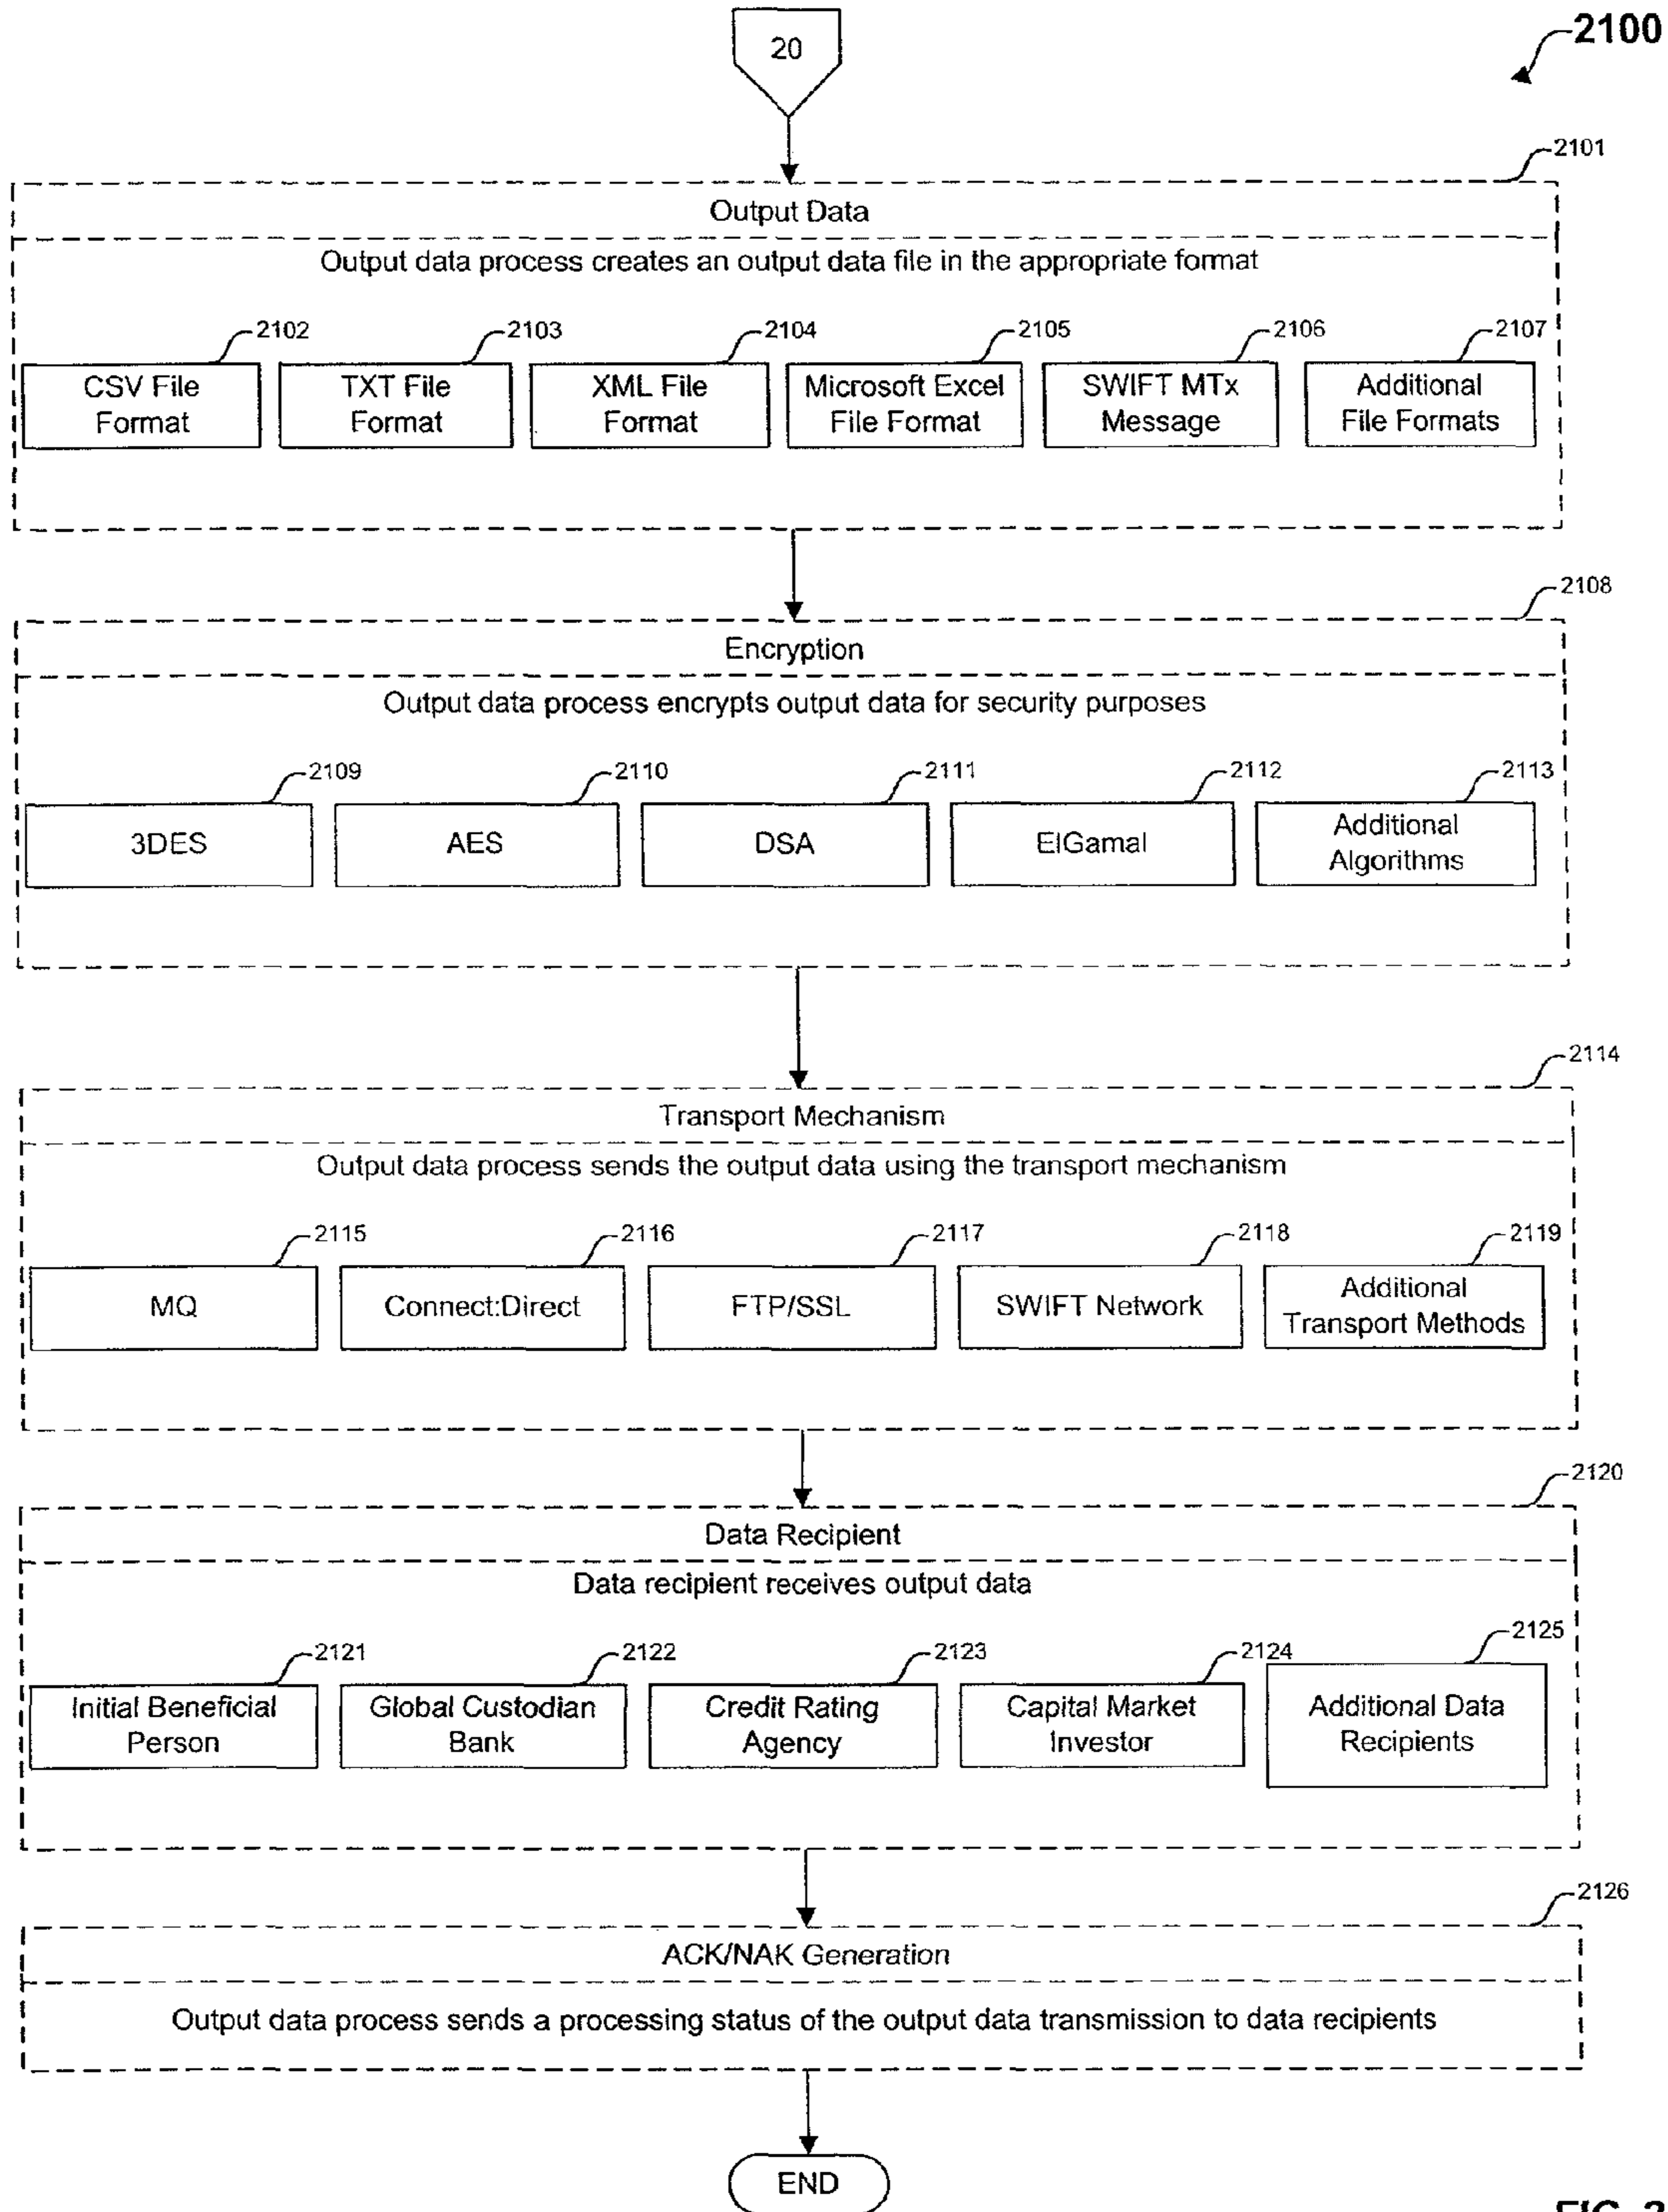 20
2100
2101
Output Data
Output data process creates an output data file in the appropriate format
2102
2103
2104
2105
2106
2107
CSV File
Format
TXT File
Format
XML File
Format
Microsoft Excel
File Format
SWIFT MTx
Message
Additional
File Formats
2108
Encryption
Output data process encrypts output data for security purposes
2109
2110
2111
2112
2113
3DES
AES
DSA
ElGamal
Additional
Algorithms
2114
Transport Mechanism
Output data process sends the output data using the transport mechanism
2115
2116
2117
2118
2119
MQ
Connect:Direct
FTP/SSL
SWIFT Network
Additional
Transport Methods
2120
Data Recipient
Data recipient receives output data
2121
2122
2123
2124
2125
Initial Beneficial
Person
Global Custodian
Bank
Credit Rating
Agency
Capital Market
Investor
Additional Data
Recipients
2126
ACK/NAK Generation
Output data process sends a processing status of the output data transmission to data recipients
END